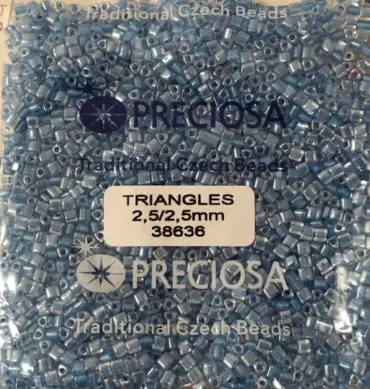 Traditional Czech Beads
PRECIOSA
Traditional Czech Beads
TRIANGLES
2,5/2,5mm
38636
PRECIOSA
Traditional Czech Beads